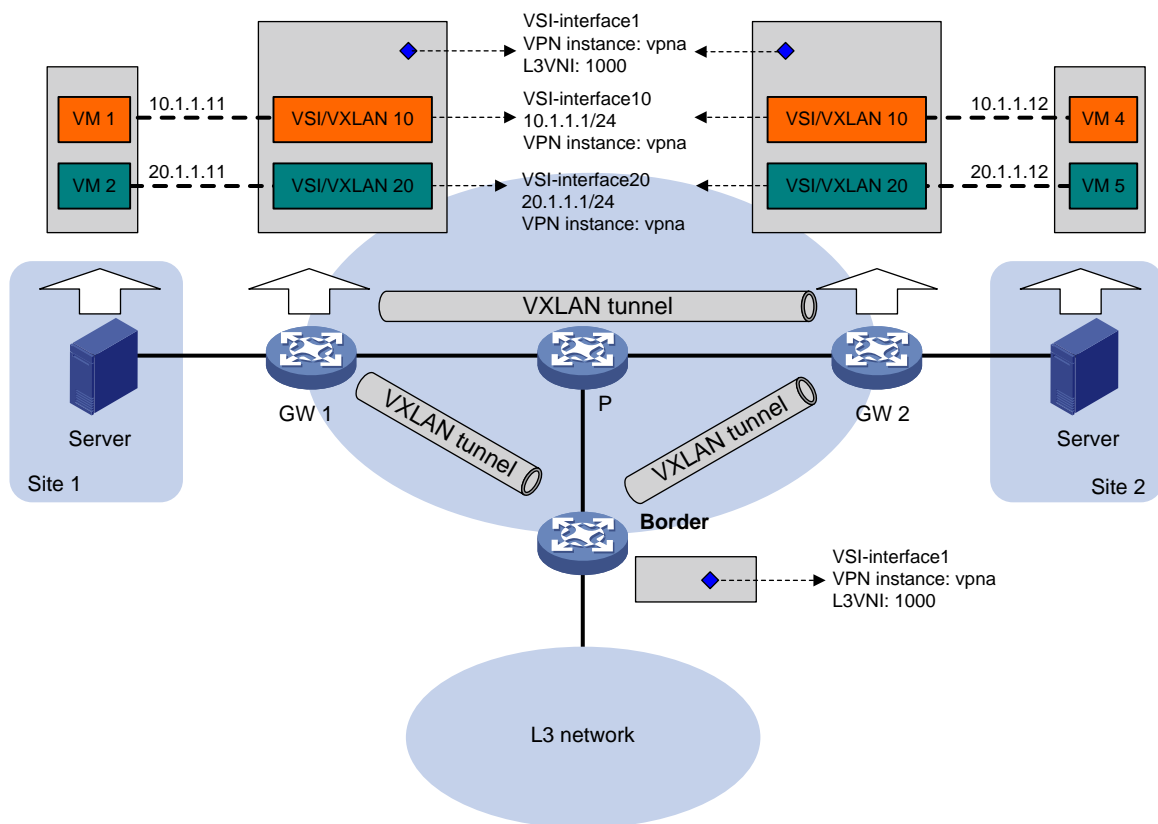 VSI-interface1
VPN instance: vpna
L3VNI: 1000
VM 1
10.1.1.11
VSI/VXLAN 10
VSI-interface10
10.1.1.1/24
VPN instance: vpna
VSI/VXLAN 10
10.1.1.12
VM 4
VM 2
20.1.1.11
VSI/VXLAN 20
VSI-interface20
20.1.1.1/24
VPN instance: vpna
VSI/VXLAN 20
20.1.1.12
VM 5
VXLAN tunnel
Server
Site 1
GW 1
VXLAN tunnel
P
VXLAN tunnel
GW 2
Server
Site 2
Border
VSI-interface1
VPN instance: vpna
L3VNI: 1000
L3 network